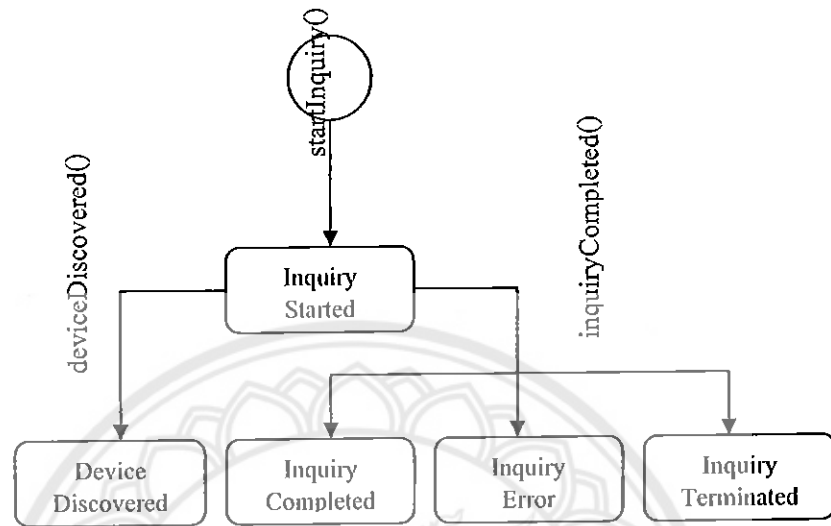 startInquiry()
deviceDiscovered()
inquiryCompleted()
Inquiry
Started
Device
Discovered
Inquiry
Completed
Inquiry
Error
Inquiry
Terminated